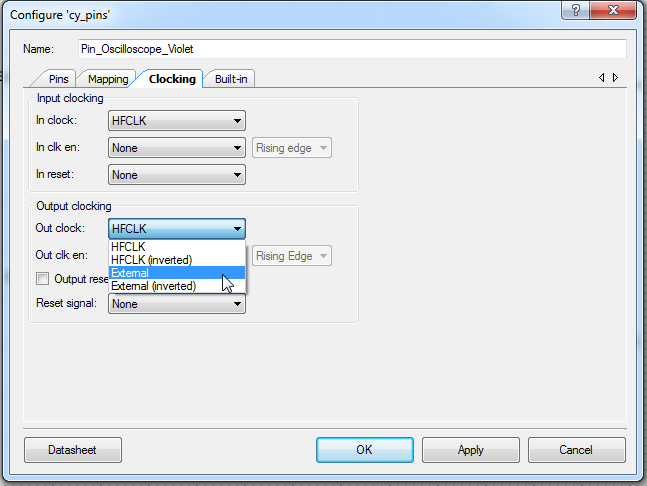 Configure 'cy_pins'
?
Name: Pin_Oscilloscope_Violet
Pins Mapping Clocking Built-in
Input clocking
In clock: HFCLK
In clk en: None Rising edge
In reset: None
Output clocking
Out clock: HFCLK
HFCLK
Out clk en: HFCLK (inverted) Rising Edge
External
Output rese External (inverted)
Reset signal: None
Datasheet OK Apply Cancel